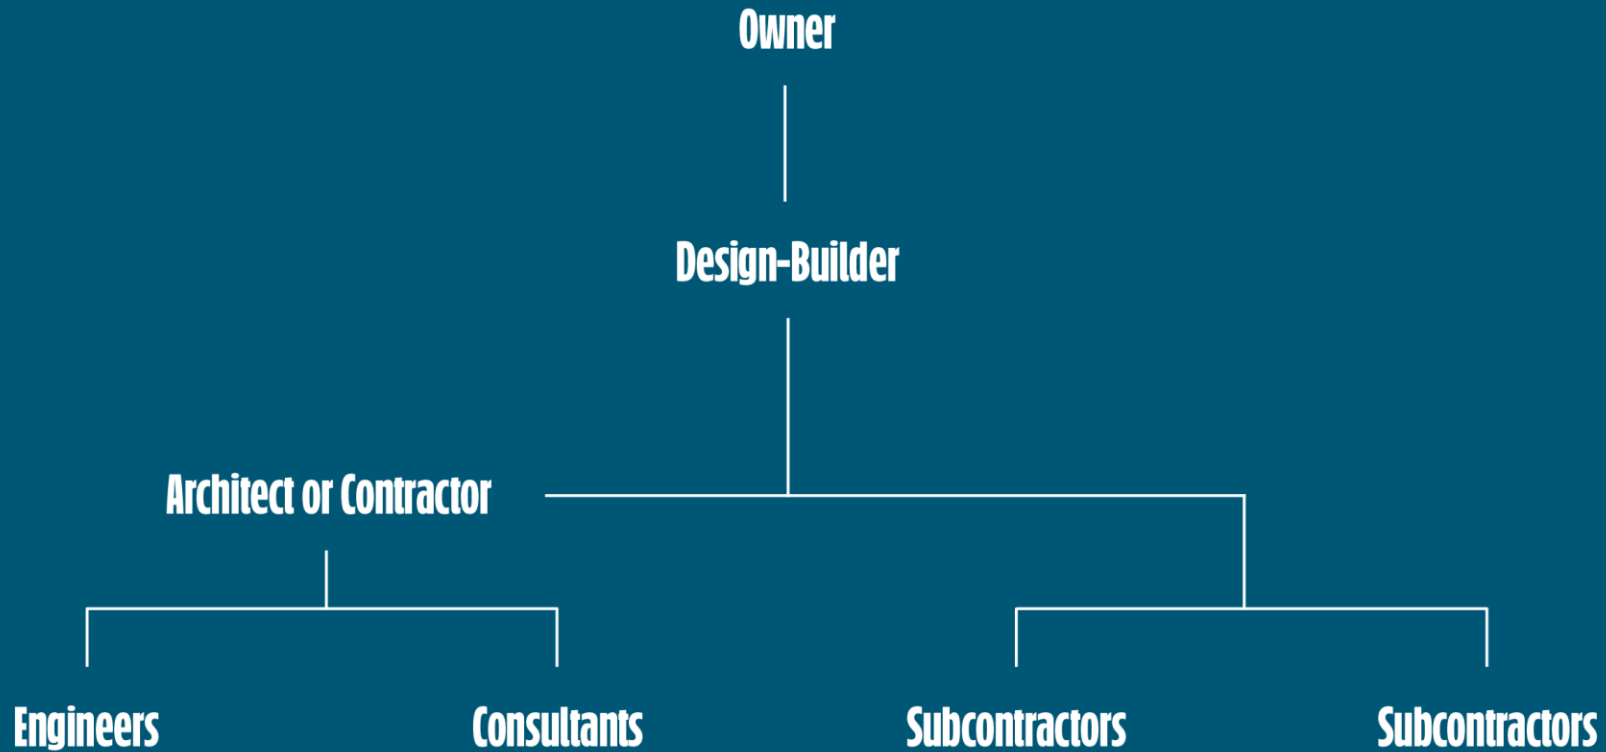 Owner
Design-Builder
Architect or Contractor
Engineers
Consultants
Subcontractors
Subcontractors